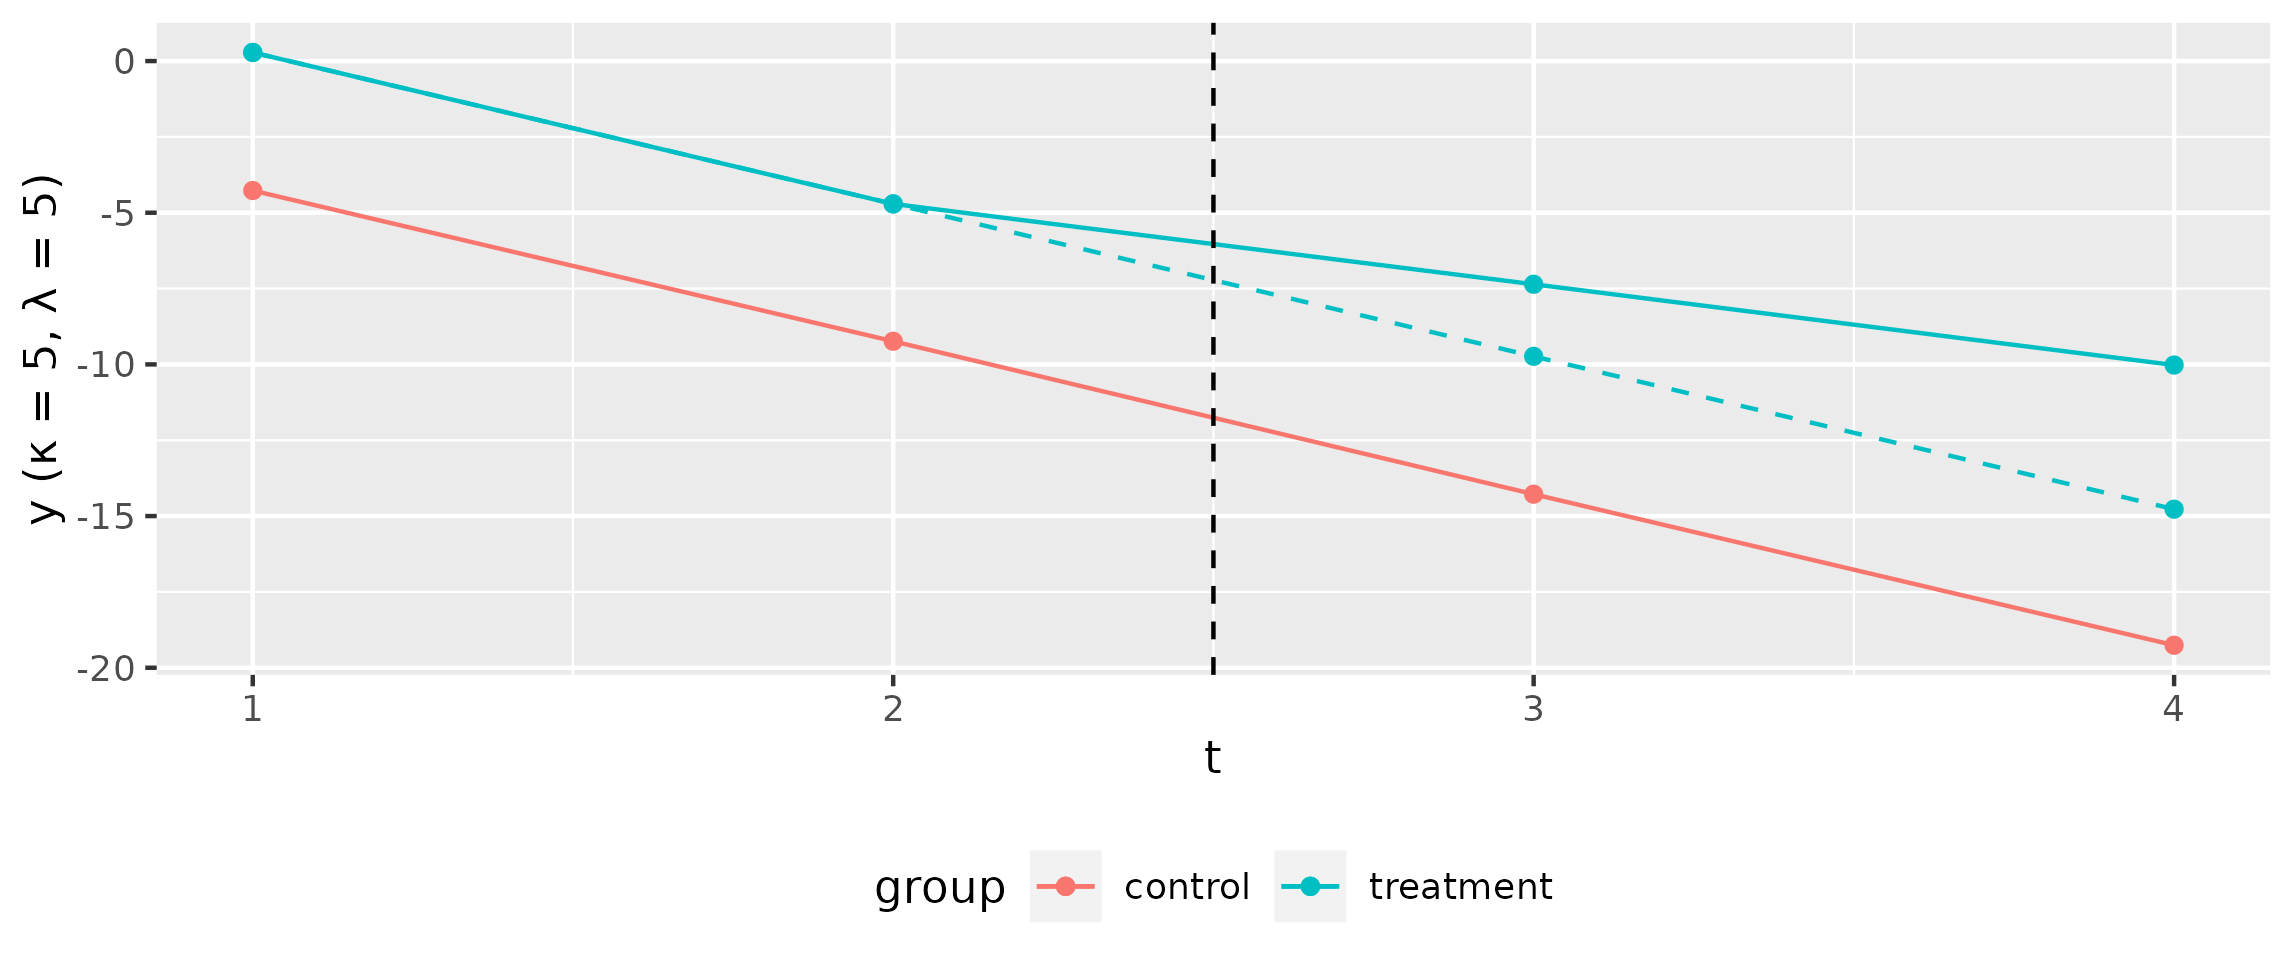 y (κ = 5, λ = 5)
0
-5
-10
-15
-20
1 2 3 4
t
group control treatment